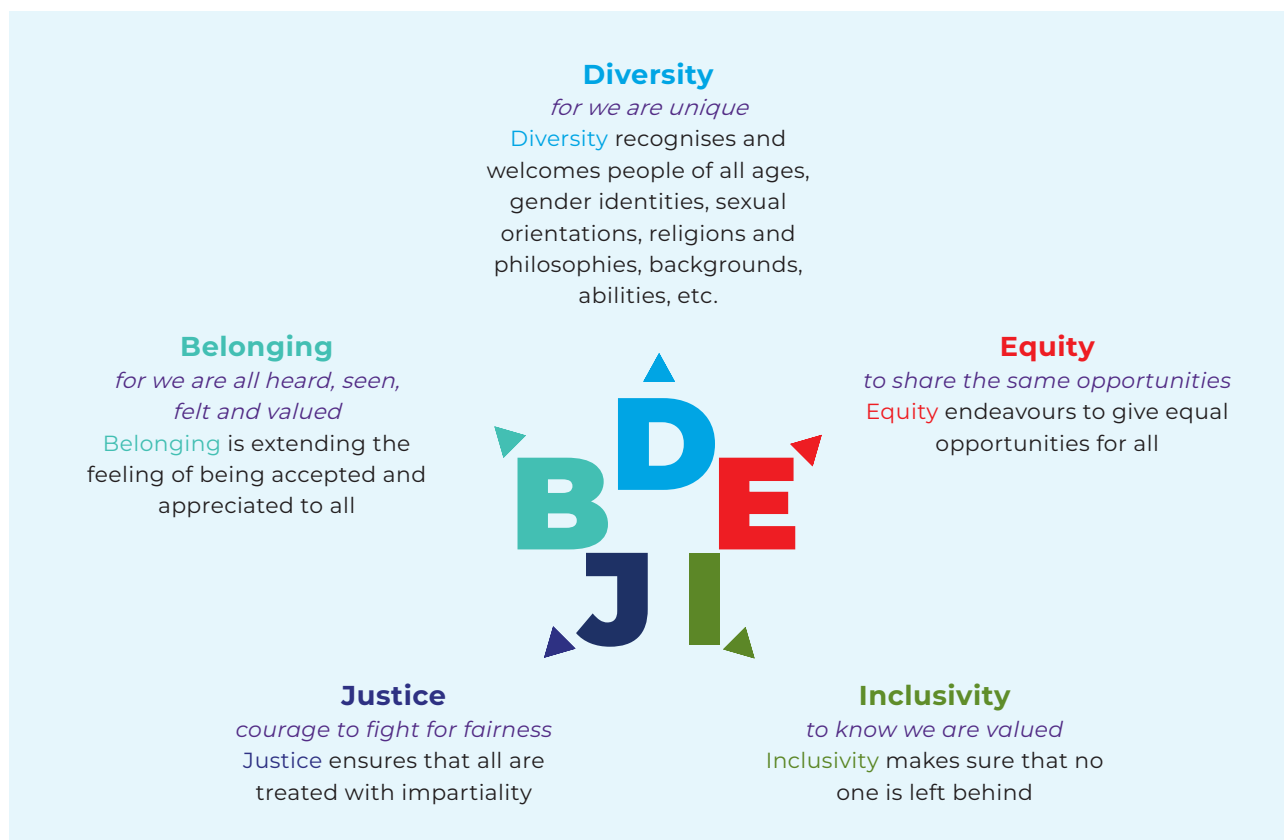 Diversity
for we are unique
Diversity recognises and
welcomes people of all ages,
gender identities, sexual
orientations, religions and
philosophies, backgrounds,
abilities, etc.
Belonging
for we are all heard, seen,
felt and valued
Belonging is extending the
feeling of being accepted and
appreciated to all
Equity
to share the same opportunities
Equity endeavours to give equal
opportunities for all
D
B
E
J
I
Justice
courage to fight for fairness
Justice ensures that all are
treated with impartiality
Inclusivity
to know we are valued
Inclusivity makes sure that no
one is left behind